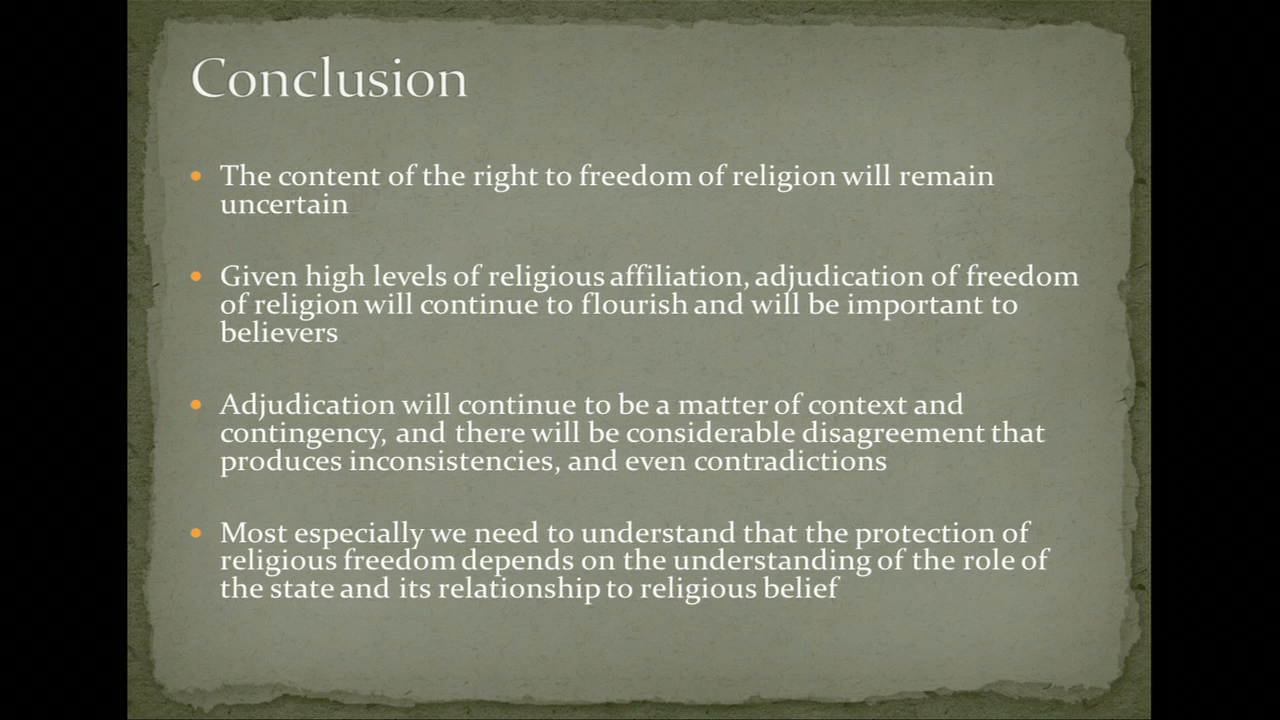 Conclusion
• The content of the right to freedom of religion will remain
uncertain
• Given high levels of religious affiliation, adjudication of freedom
of religion will continue to flourish and will be important to
believers
• Adjudication will continue to be a matter of context and
contingency, and there will be considerable disagreement that
produces inconsistencies, and even contradictions
• Most especially we need to understand that the protection of
religious freedom depends on the understanding of the role of
the state and its relationship to religious belief